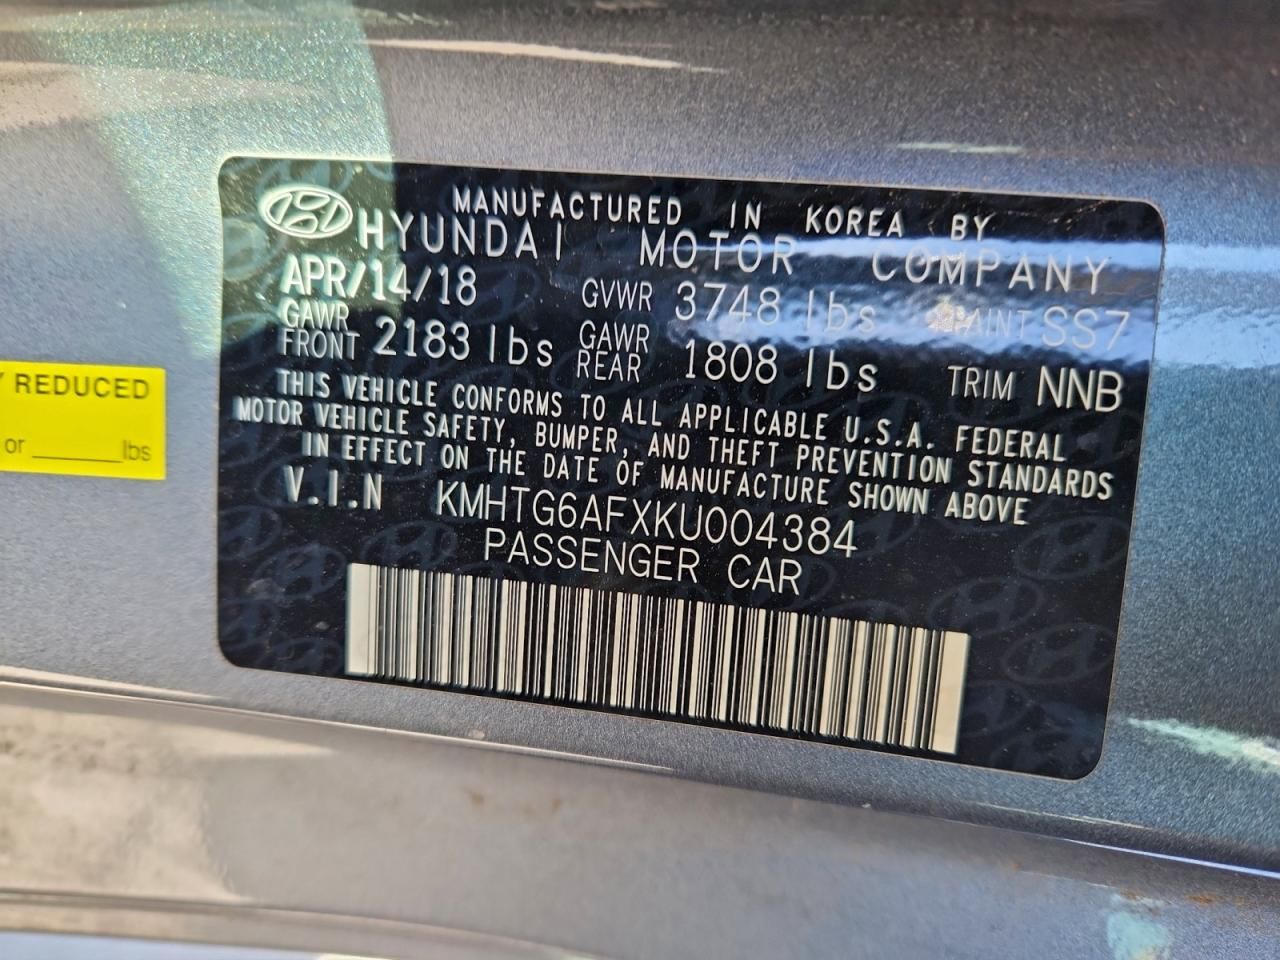 MANUFACTURED IN KOREA BY
HYUNDAI MOTOR COMPANY
APR/14/18 GVWR 3748 lbs PAINT SS7
GAWR FRONT 2183 lbs GAWR REAR 1808 lbs TRIM NNB
THIS VEHICLE CONFORMS TO ALL APPLICABLE U.S.A. FEDERAL
MOTOR VEHICLE SAFETY, BUMPER, AND THEFT PREVENTION STANDARDS
IN EFFECT ON THE DATE OF MANUFACTURE SHOWN ABOVE
V.I.N KMHTG6AFXKU004384
PASSENGER CAR
Y REDUCED
or ______lbs